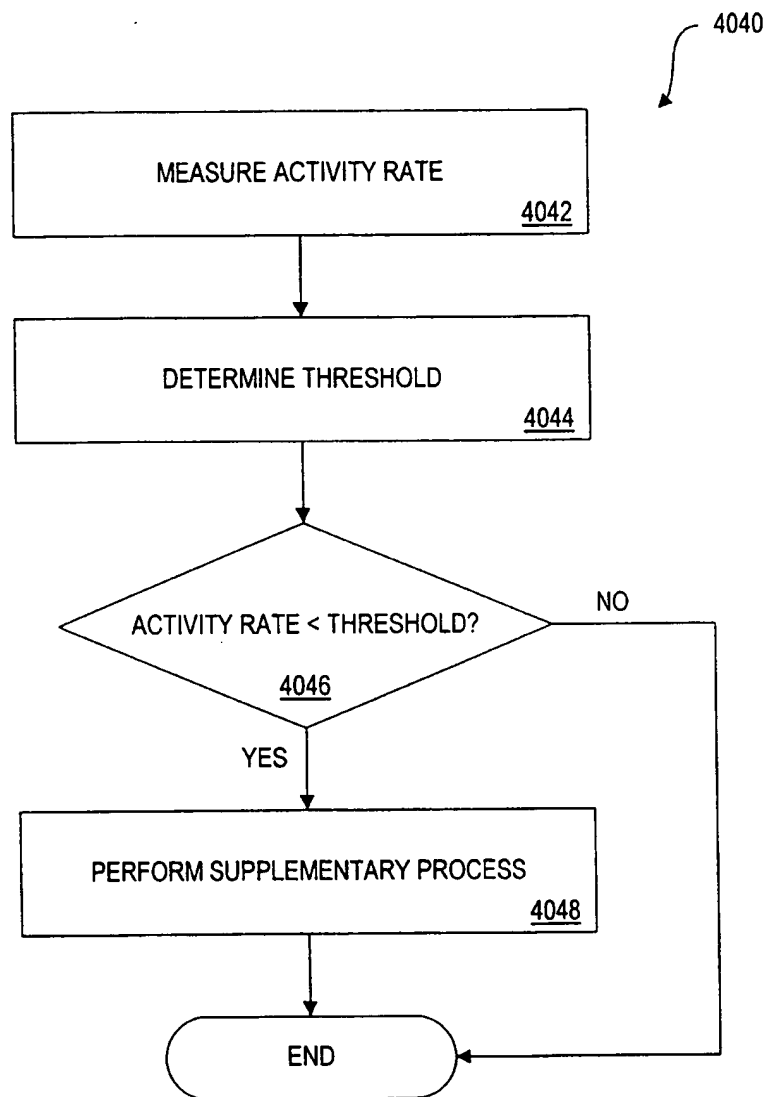 4040
MEASURE ACTIVITY RATE
4042
DETERMINE THRESHOLD
4044
ACTIVITY RATE < THRESHOLD?
4046
NO
YES
PERFORM SUPPLEMENTARY PROCESS
4048
END